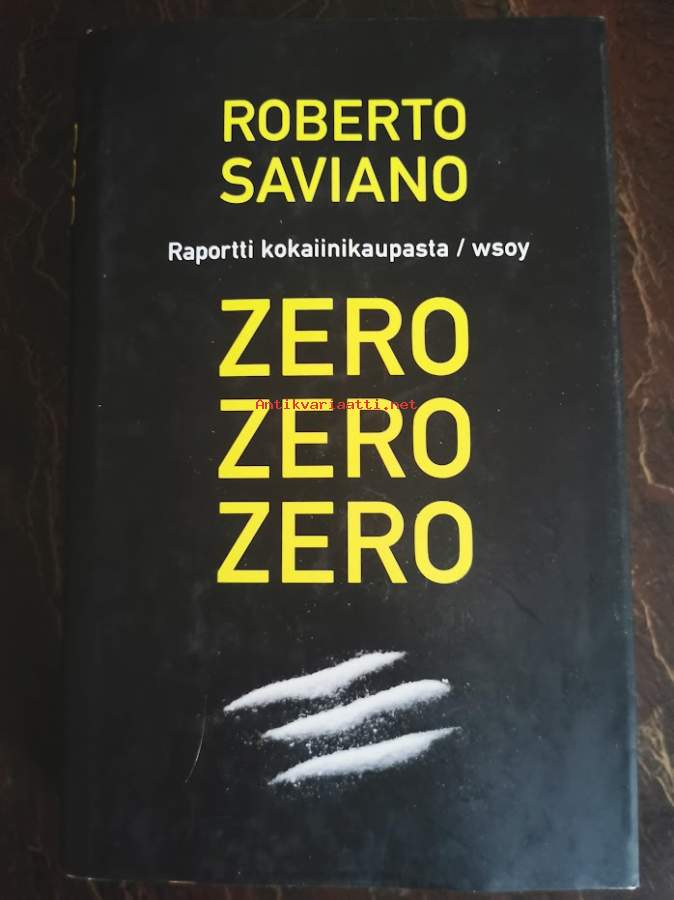 ROBERTO
SAVIANO
Raportti kokaiinikaupasta / wsoy
ZERO
Antikvariaatti.net
ZERO
ZERO